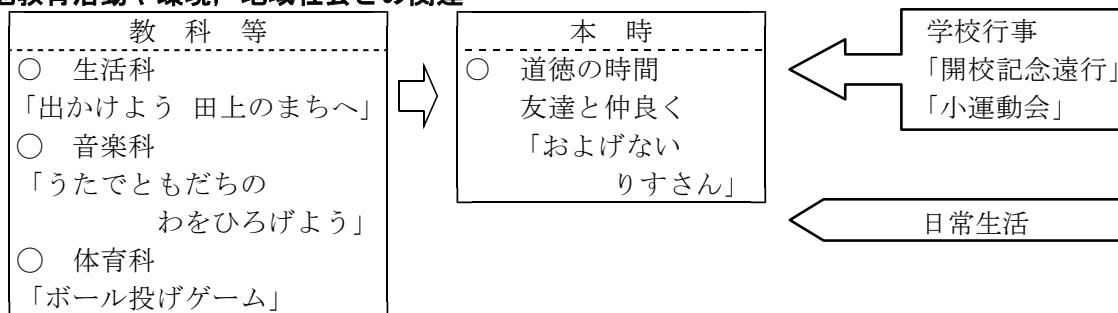 教育活動や環境，地域社会との関連
教 科 等
○ 生活科
「出かけよう 田上のまちへ」
○ 音楽科
「うたでともだちの
わをひろげよう」
○ 体育科
「ボール投げゲーム」
本 時
○ 道徳の時間
友達と仲良く
「およげない
りすさん」
学校行事
「開校記念遠行」
「小運動会」
日常生活